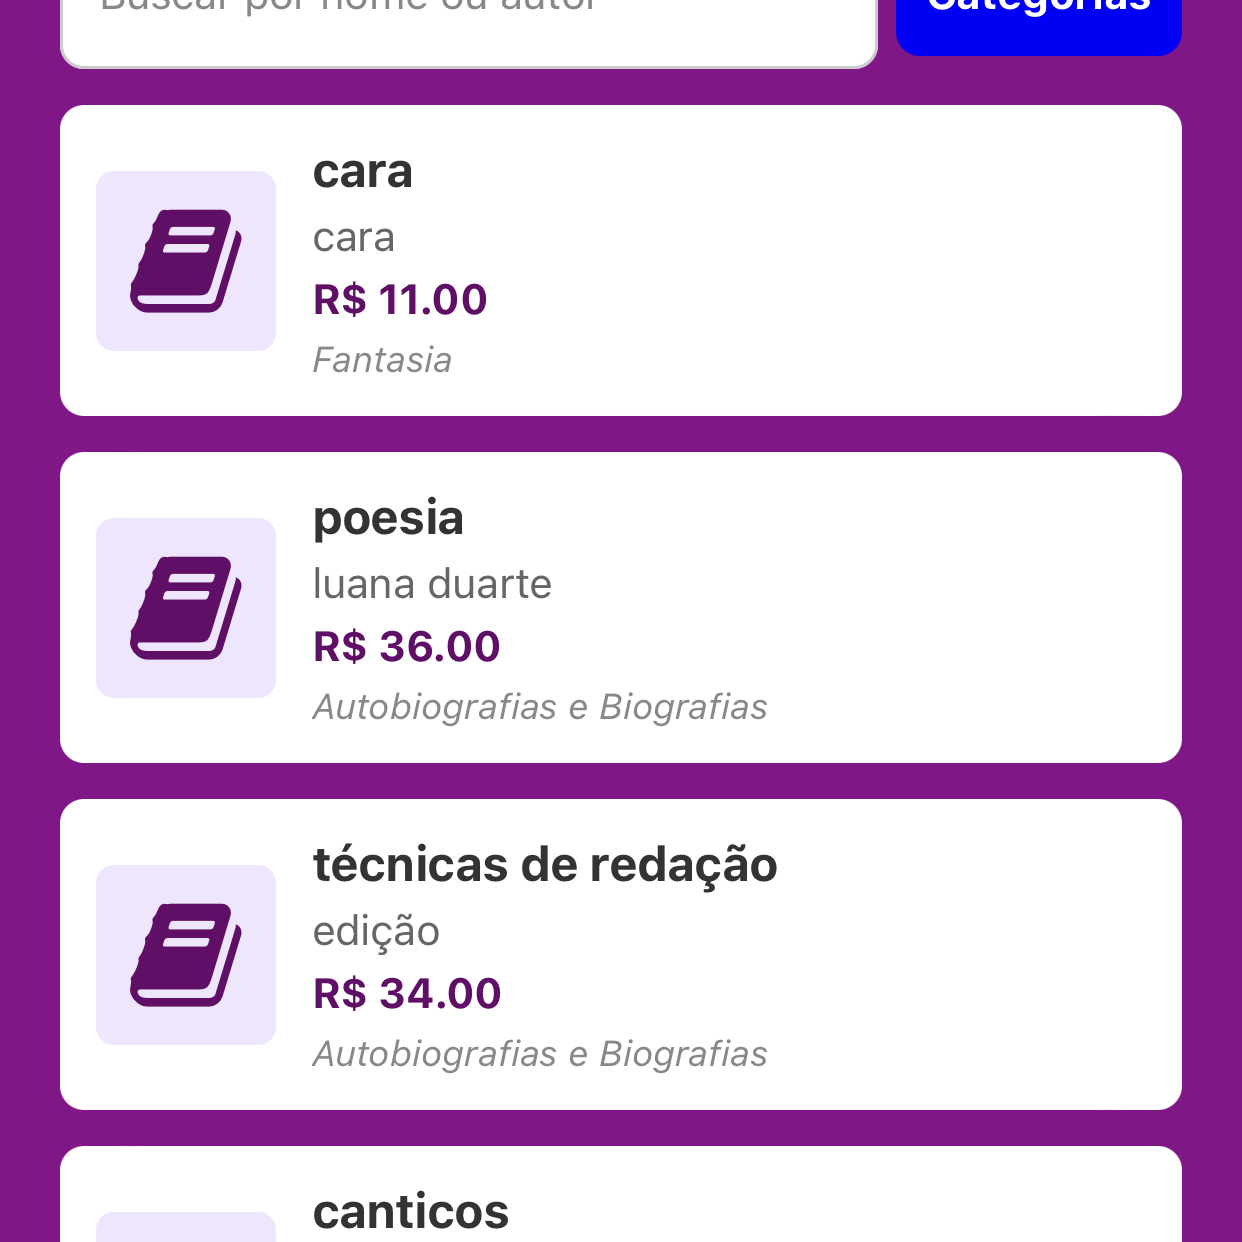 Buscar por nome ou autor
Categorias
cara
cara
R$ 11.00
Fantasia
poesia
luana duarte
R$ 36.00
Autobiografias e Biografias
técnicas de redação
edição
R$ 34.00
Autobiografias e Biografias
canticos